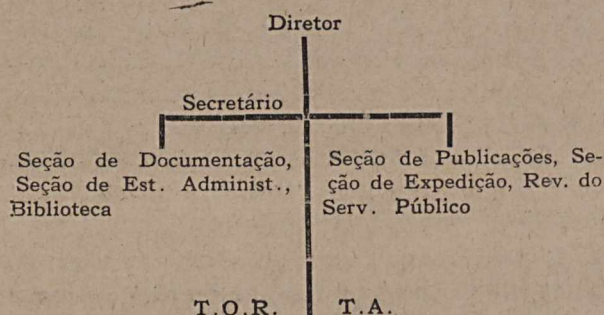 Diretor
Secretário
Seção de Documentação,
Seção de Est. Administ.,
Biblioteca
Seção de Publicações, Se-
ção de Expedição, Rev. do
Serv. Público
T.O.R. T.A.